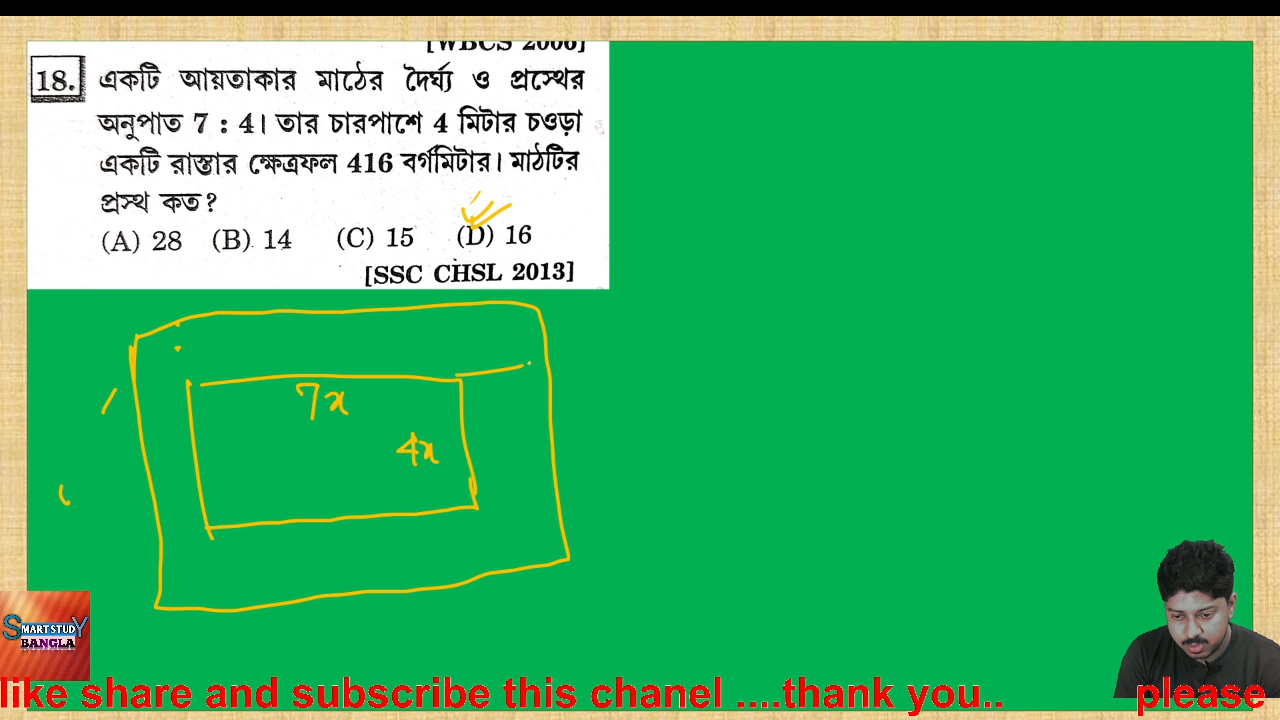 [WBCS 2006]
18. একটি আয়তাকার মাঠের দৈর্ঘ্য ও প্রস্থের
অনুপাত 7 : 4। তার চারপাশে 4 মিটার চওড়া
একটি রাস্তার ক্ষেত্রফল 416 বর্গমিটার। মাঠটির
প্রস্থ কত?
(A) 28 (B) 14 (C) 15 (D) 16
[SSC CHSL 2013]
7x
4x
SMART STUDY
BANGLA
like share and subscribe this chanel ....thank you.. please